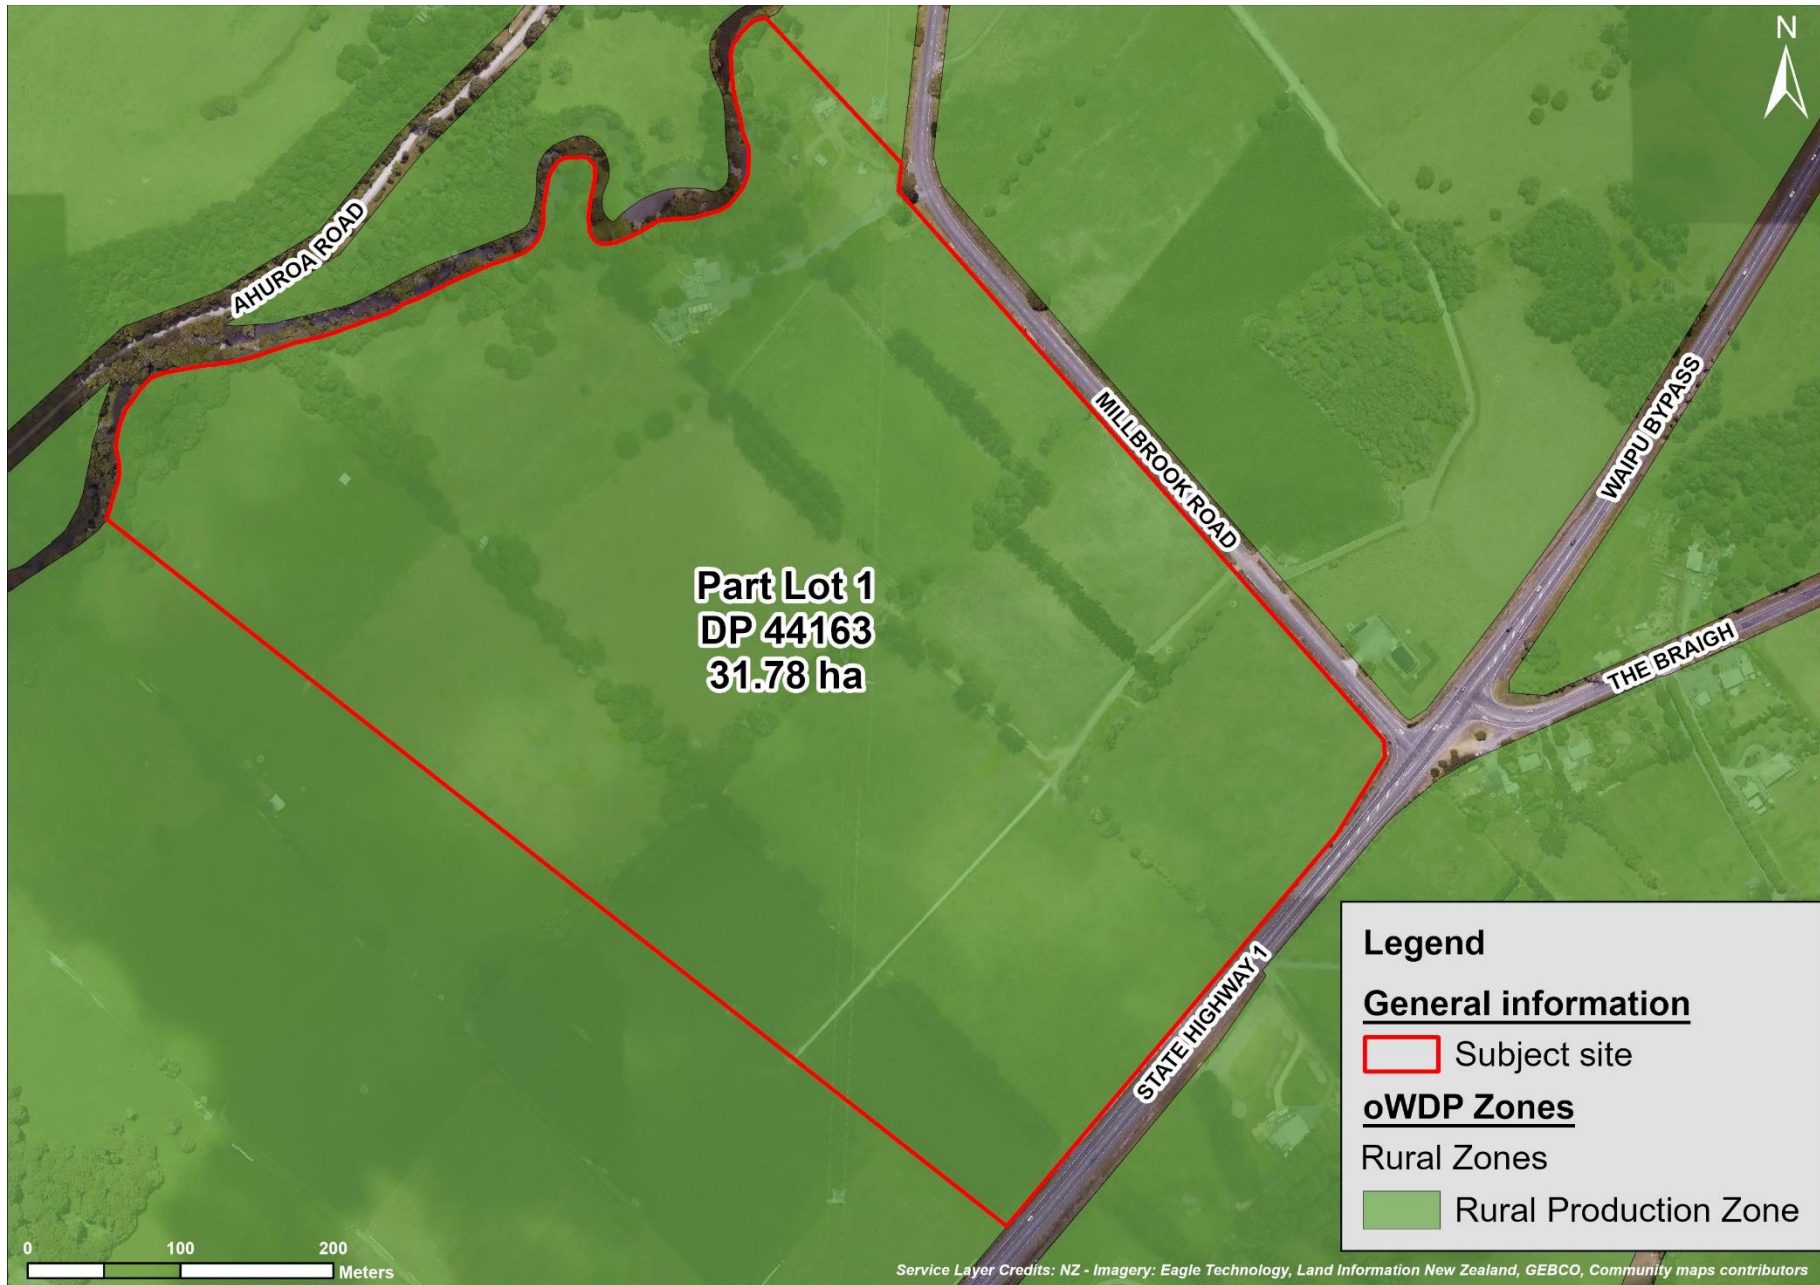 N
AHUROA ROAD
MILLBROOK ROAD
WAIPU BYPASS
THE BRAIGH
Part Lot 1
DP 44163
31.78 ha
STATE HIGHWAY 1
Legend
General information
Subject site
oWDP Zones
Rural Zones
Rural Production Zone
0 100 200
Meters
Service Layer Credits: NZ - Imagery: Eagle Technology, Land Information New Zealand, GEBCO, Community maps contributors